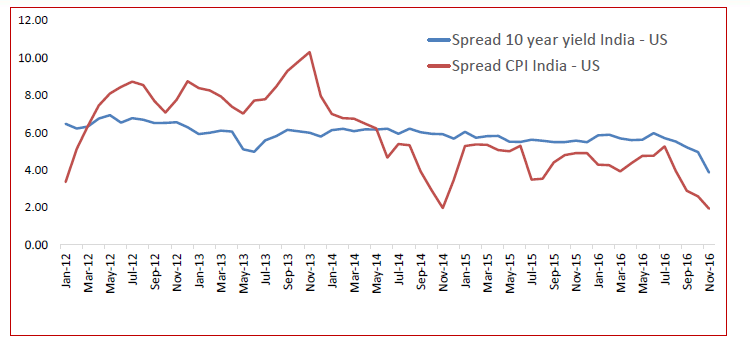 12.00
10.00
8.00
6.00
4.00
2.00
0.00
Spread 10 year yield India - US
Spread CPI India - US
Jan-12
Mar-12
May-12
Jul-12
Sep-12
Nov-12
Jan-13
Mar-13
May-13
Jul-13
Sep-13
Nov-13
Jan-14
Mar-14
May-14
Jul-14
Sep-14
Nov-14
Jan-15
Mar-15
May-15
Jul-15
Sep-15
Nov-15
Jan-16
Mar-16
May-16
Jul-16
Sep-16
Nov-16